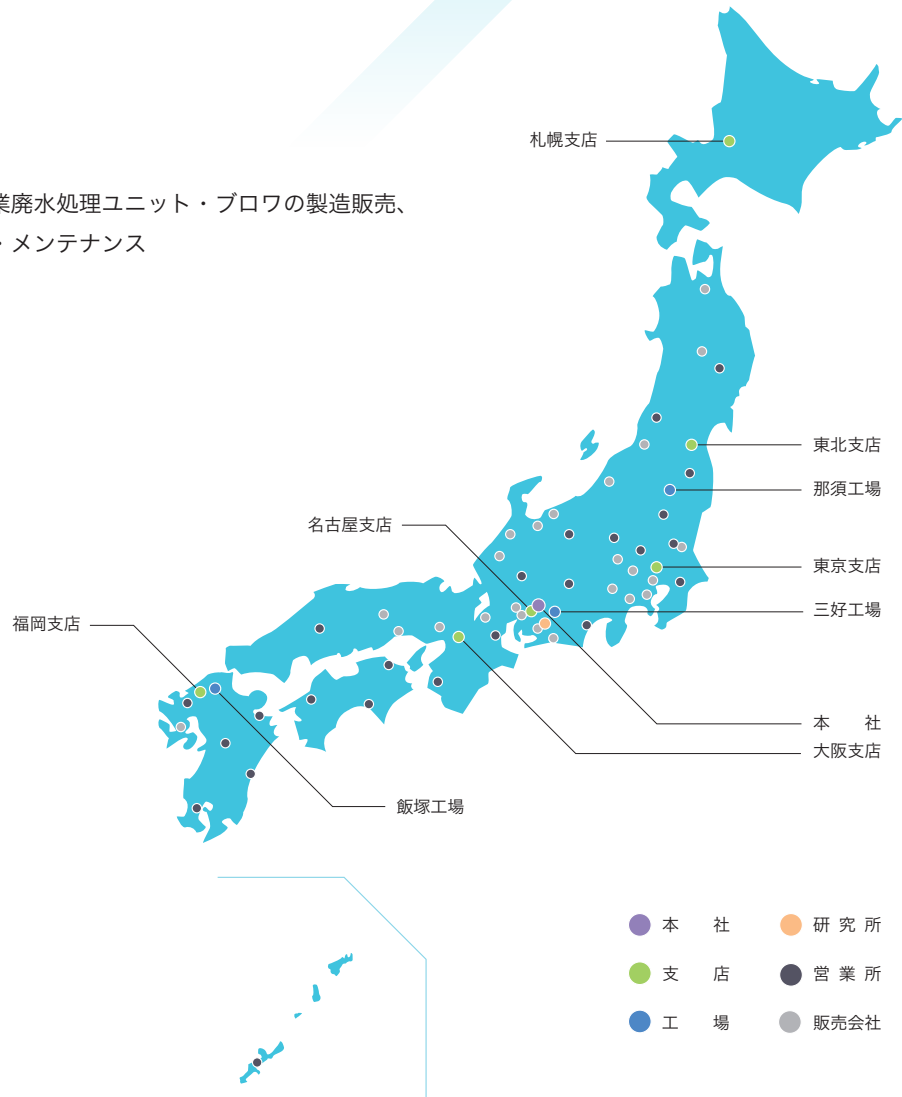 札幌支店
業廃水処理ユニット・ブロワの製造販売、
・メンテナンス
東北支店
那須工場
名古屋支店
東京支店
三好工場
福岡支店
本 社
大阪支店
飯塚工場
本 社
研 究 所
支 店
営 業 所
工 場
販売会社